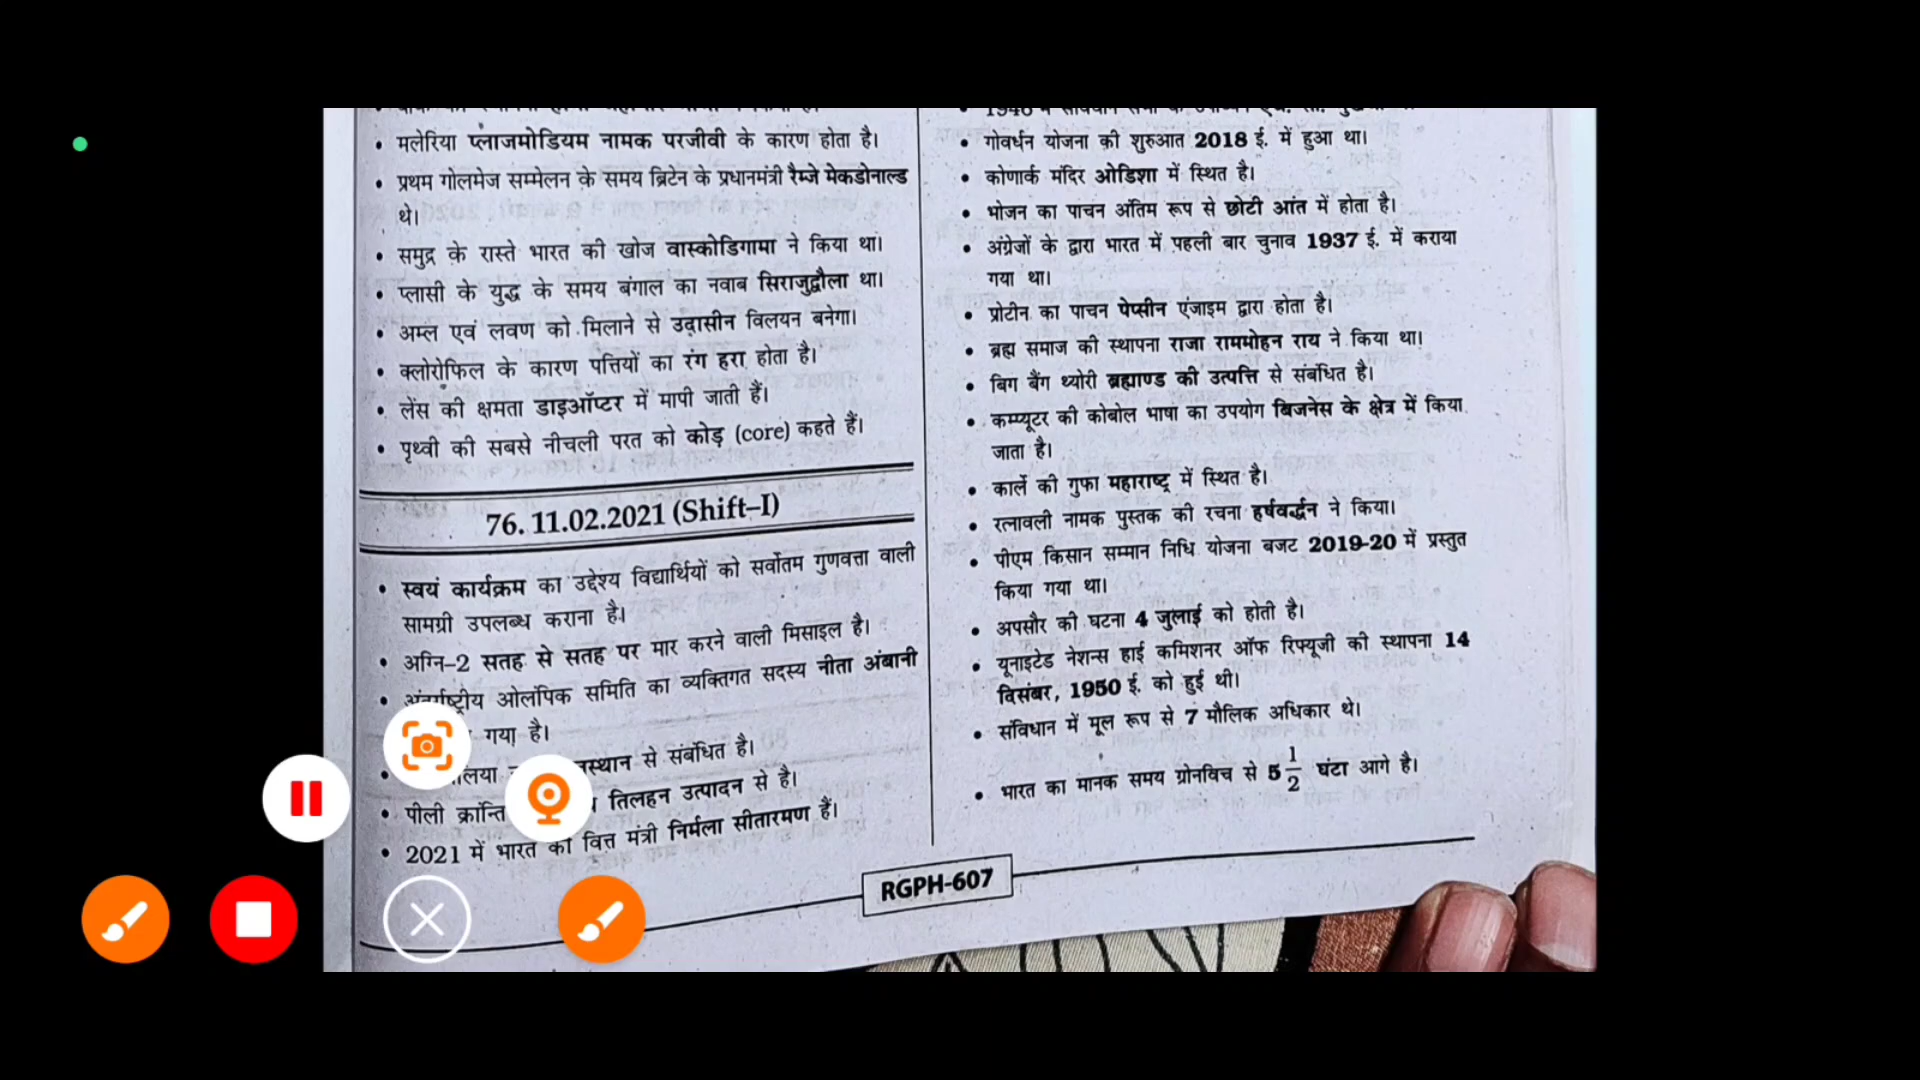 • मलेरिया प्लाजमोडियम नामक परजीवी के कारण होता है।
• प्रथम गोलमेज सम्मेलन के समय ब्रिटेन के प्रधानमंत्री रैम्जे मेकडोनाल्ड
थे।
• समुद्र के रास्ते भारत की खोज वास्कोडिगामा ने किया था।
• प्लासी के युद्ध के समय बंगाल का नवाब सिराजुद्दौला था।
• अम्ल एवं लवण को मिलाने से उदासीन विलयन बनेगा।
• क्लोरोफिल के कारण पत्तियों का रंग हरा होता है।
• लेंस की क्षमता डाइऑप्टर में मापी जाती हैं।
• पृथ्वी की सबसे नीचली परत को कोड़ (core) कहते हैं।
76. 11.02.2021 (Shift–I)
• स्वयं कार्यक्रम का उद्देश्य विद्यार्थियों को सर्वोतम गुणवत्ता वाली
सामग्री उपलब्ध कराना है।
• अग्नि–2 सतह से सतह पर मार करने वाली मिसाइल है।
• अंतर्राष्ट्रीय ओलंपिक समिति का व्यक्तिगत सदस्य नीता अंबानी
गया है।
• से संबंधित है।
• पीली क्रान्ति तिलहन उत्पादन से है।
• 2021 में भारत की वित्त मंत्री निर्मला सीतारमण हैं।
• गोवर्धन योजना की शुरुआत 2018 ई. में हुआ था।
• कोणार्क मंदिर ओडिशा में स्थित है।
• भोजन का पाचन अंतिम रूप से छोटी आंत में होता है।
• अंग्रेजों के द्वारा भारत में पहली बार चुनाव 1937 ई. में कराया
गया था।
• प्रोटीन का पाचन पेप्सीन एंजाइम द्वारा होता है।
• ब्रह्म समाज की स्थापना राजा राममोहन राय ने किया था।
• बिग बैंग थ्योरी ब्रह्माण्ड की उत्पत्ति से संबंधित है।
• कम्प्यूटर की कोबोल भाषा का उपयोग बिजनेस के क्षेत्र में किया
जाता है।
• कार्ले की गुफा महाराष्ट्र में स्थित है।
• रत्नावली नामक पुस्तक की रचना हर्षवर्द्धन ने किया।
• पीएम किसान सम्मान निधि योजना बजट 2019-20 में प्रस्तुत
किया गया था।
• अपसौर की घटना 4 जुलाई को होती है।
• यूनाइटेड नेशन्स हाई कमिशनर ऑफ रिफ्यूजी की स्थापना 14
दिसंबर, 1950 ई. को हुई थी।
• संविधान में मूल रूप से 7 मौलिक अधिकार थे।
• भारत का मानक समय ग्रीनविच से 5 1/2 घंटा आगे है।
RGPH-607